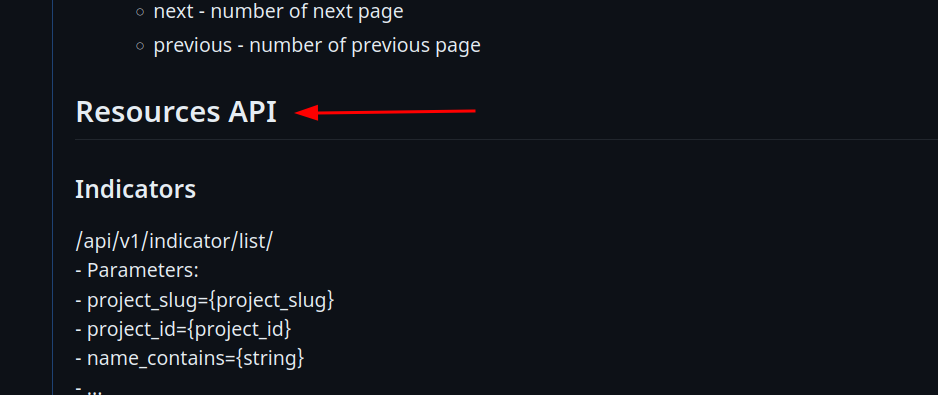 next - number of next page
previous - number of previous page
Resources API
Indicators
/api/v1/indicator/list/
- Parameters:
- project_slug={project_slug}
- project_id={project_id}
- name_contains={string}
- ...